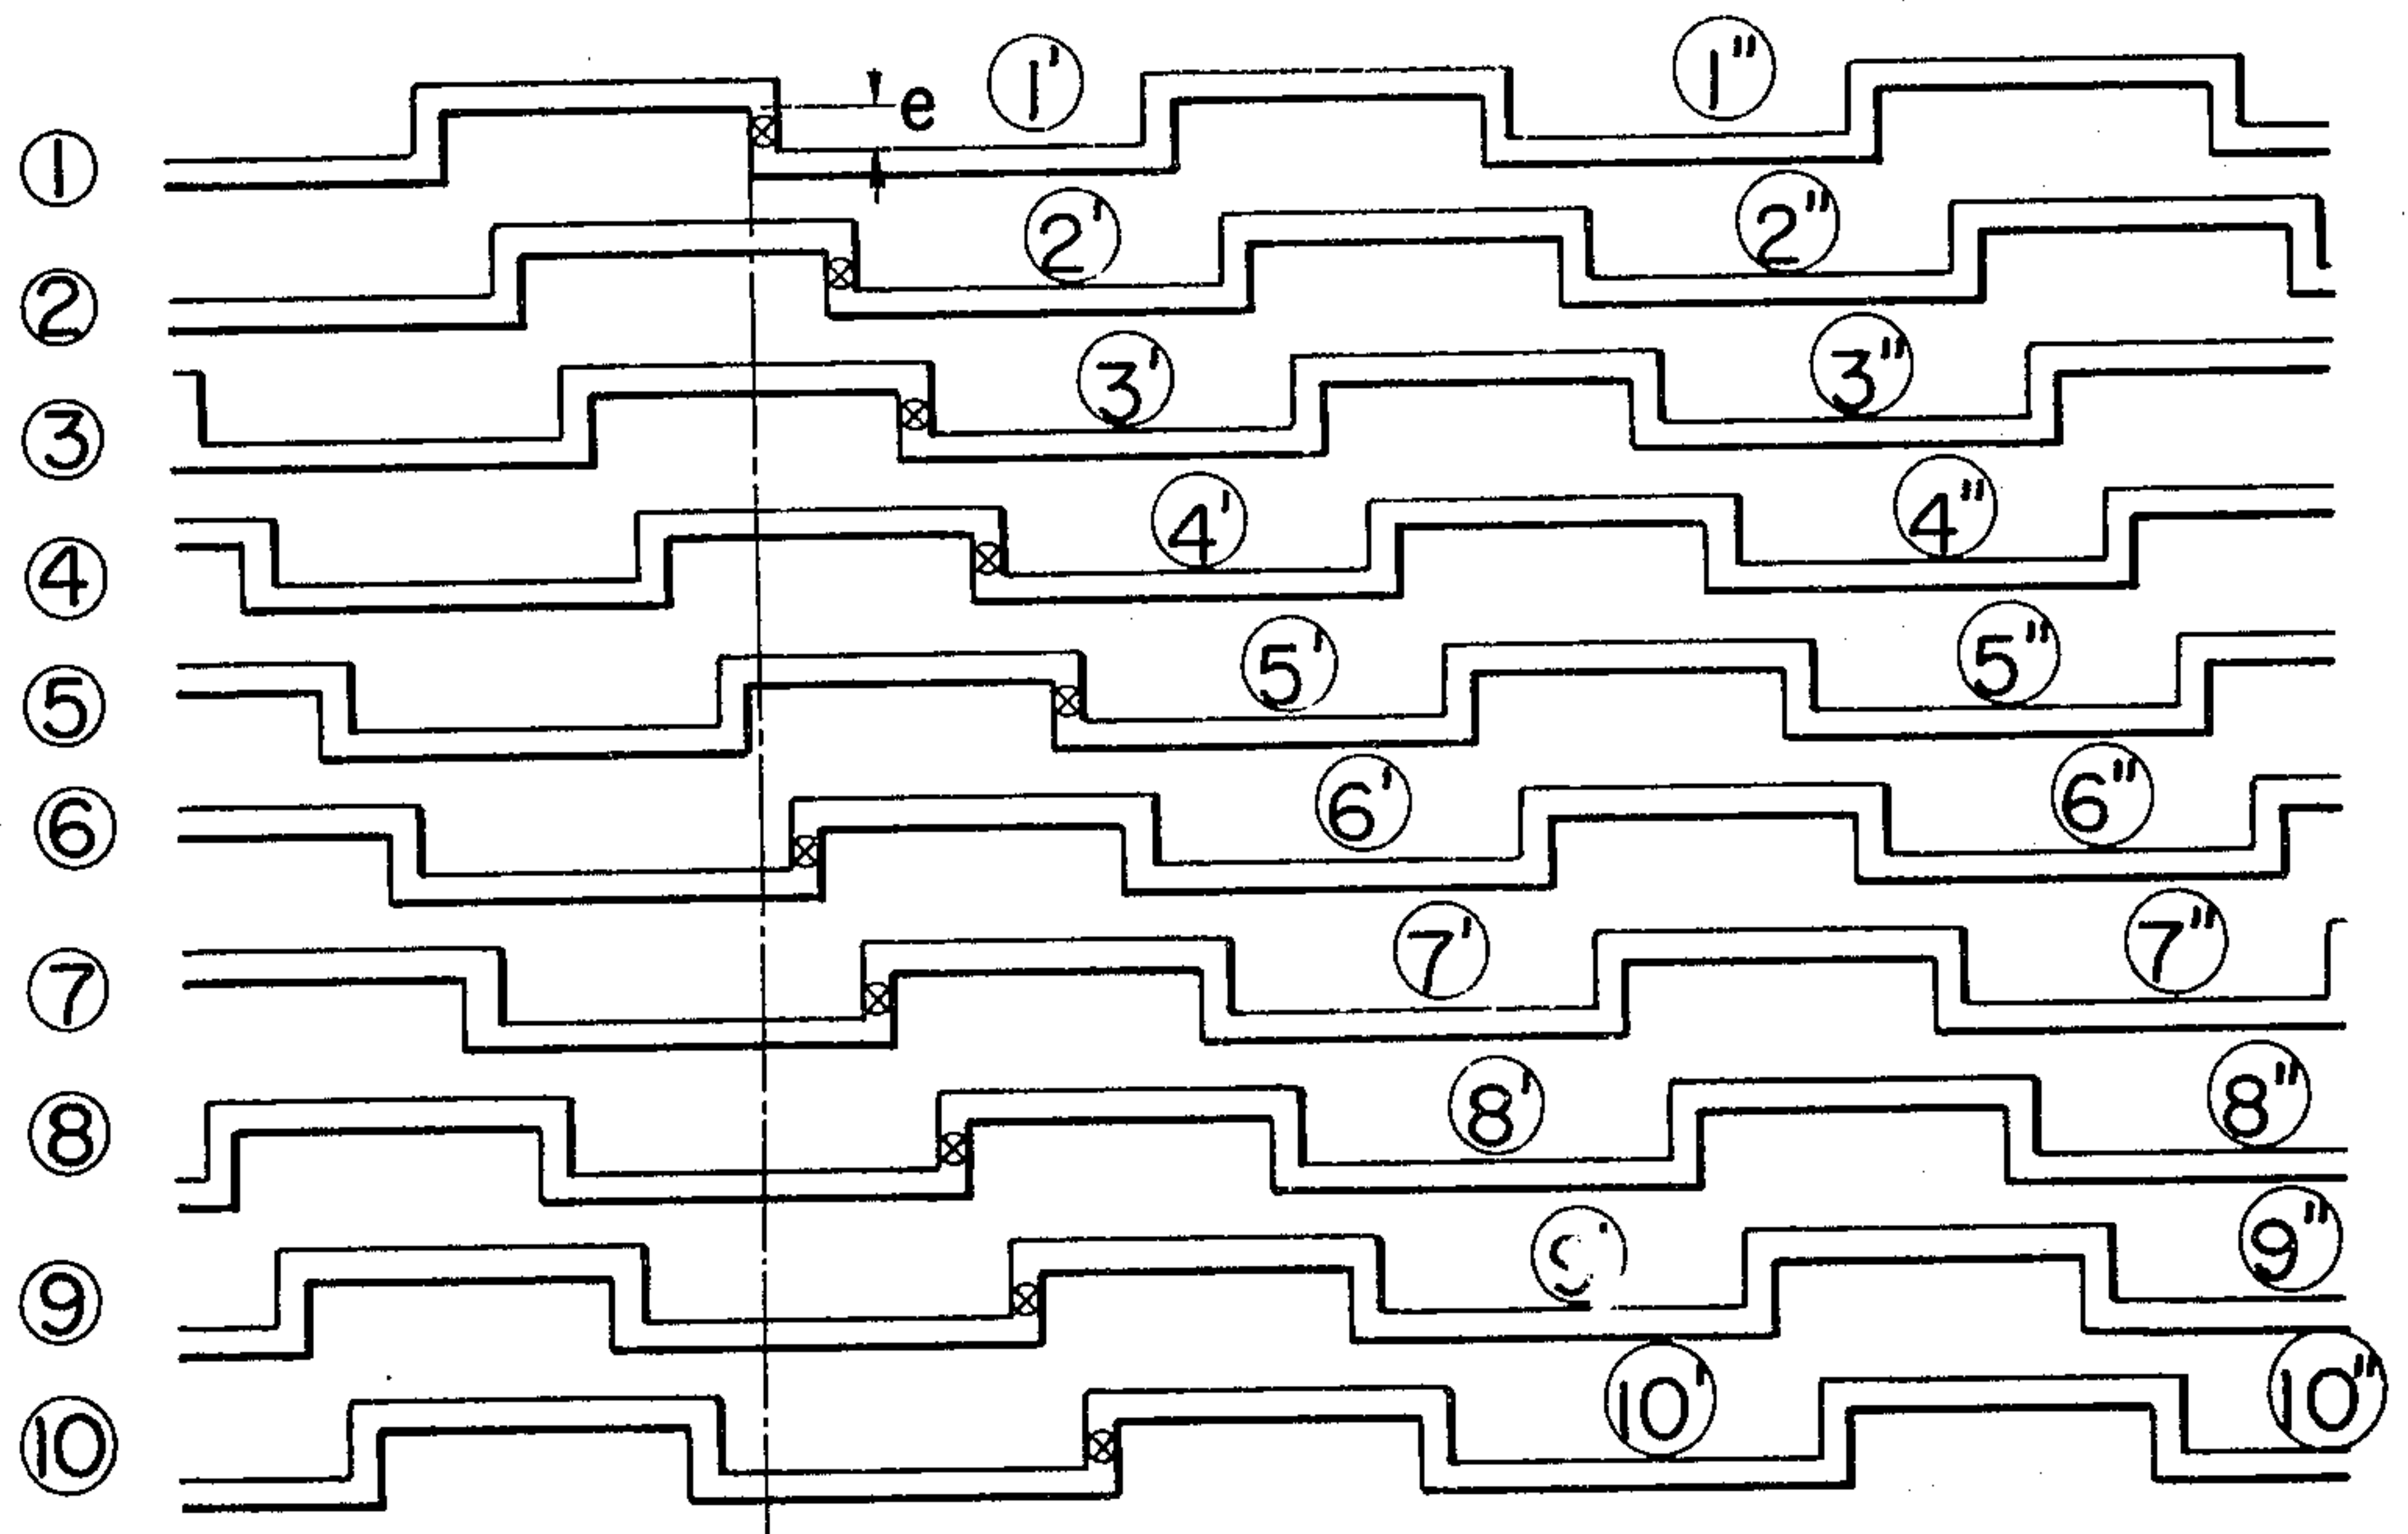 ① 1' e 1"
② 2' 2"
③ 3' 3"
④ 4' 4"
⑤ 5' 5"
⑥ 6' 6"
⑦ 7' 7"
⑧ 8' 8"
⑨ 9' 9"
⑩ 10' 10"